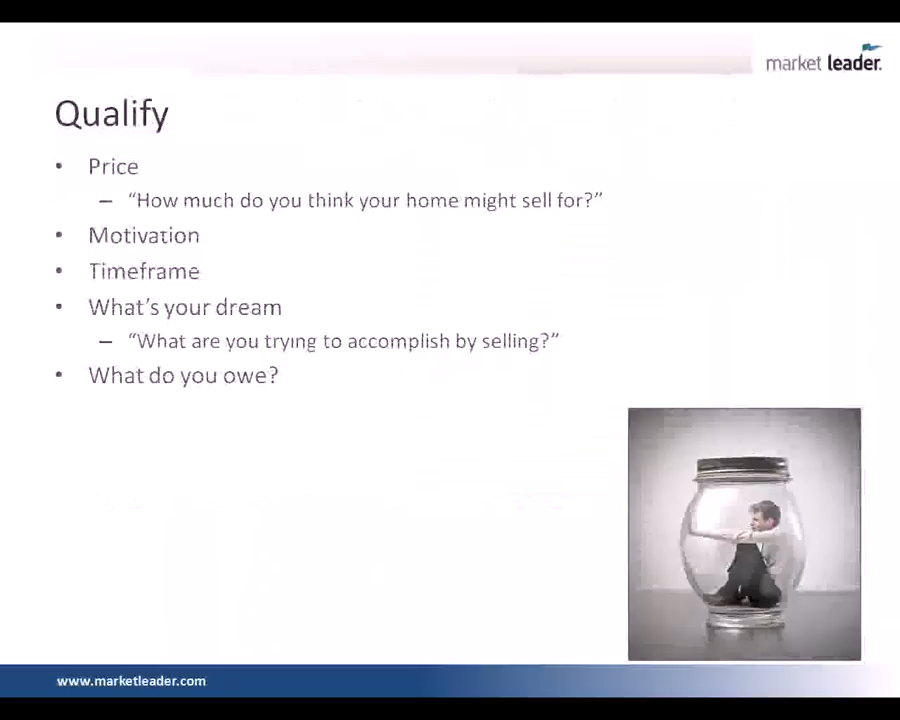 market leader.
Qualify
• Price
– “How much do you think your home might sell for?”
• Motivation
• Timeframe
• What’s your dream
– “What are you trying to accomplish by selling?”
• What do you owe?
www.marketleader.com